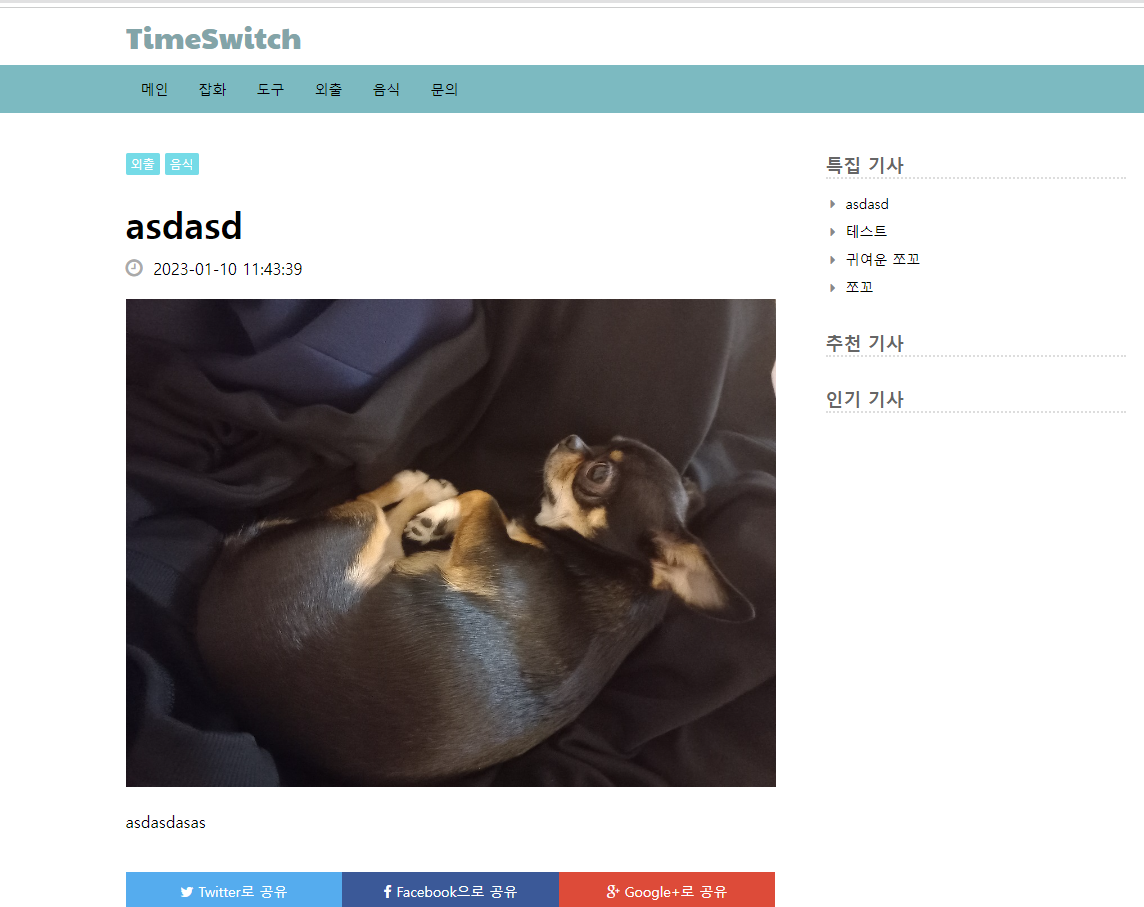 TimeSwitch
메인 잡화 도구 외출 음식 문의
외출 음식
asdasd
2023-01-10 11:43:39
asdasdasas
Twitter로 공유 Facebook으로 공유 Google+로 공유
특집 기사
asdasd
테스트
귀여운 쪼꼬
쪼꼬
추천 기사
인기 기사